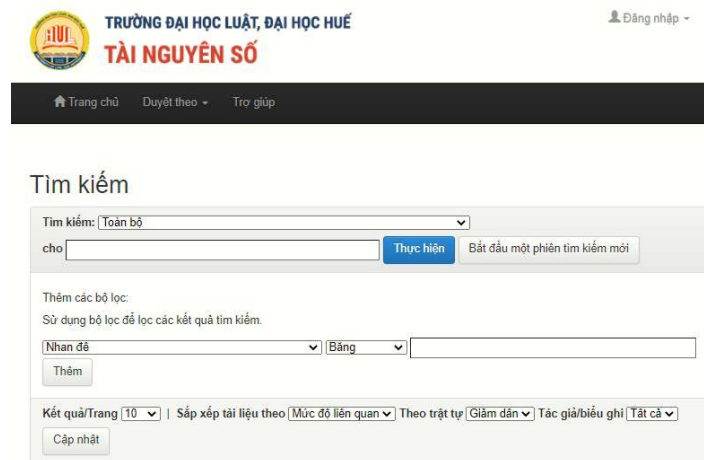 TRƯỜNG ĐẠI HỌC LUẬT, ĐẠI HỌC HUẾ
TÀI NGUYÊN SỐ
Đăng nhập
Trang chủ Duyệt theo Trợ giúp
Tìm kiếm
Tìm kiếm: Toàn bộ
cho Thực hiện Bắt đầu một phiên tìm kiếm mới
Thêm các bộ lọc:
Sử dụng bộ lọc để lọc các kết quả tìm kiếm.
Nhan đề Bằng
Thêm
Kết quả/Trang 10 | Sắp xếp tài liệu theo Mức độ liên quan Theo trật tự Giảm dần Tác giả/biểu ghi Tất cả
Cập nhật